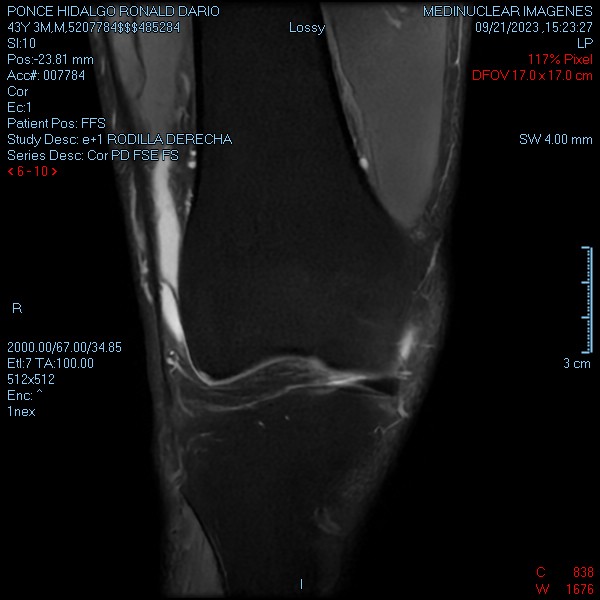 PONCE HIDALGO RONALD DARIO
43Y 3M,M,5207784$$$485284
SI:10
Pos:-23.81 mm
Acc#: 007784
Cor
Ec:1
Patient Pos: FFS
Study Desc: e+1 RODILLA DERECHA
Series Desc: Cor PD FSE FS
< 6 - 10 >
Lossy
MEDINUCLEAR IMAGENES
09/21/2023 ,15:23:27
LP
117% Pixel
DFOV 17.0 x 17.0 cm
SW 4.00 mm
R
3 cm
2000.00/67.00/34.85
Etl:7 TA:100.00
512x512
Enc: ^
1nex
I
C 838
W 1676